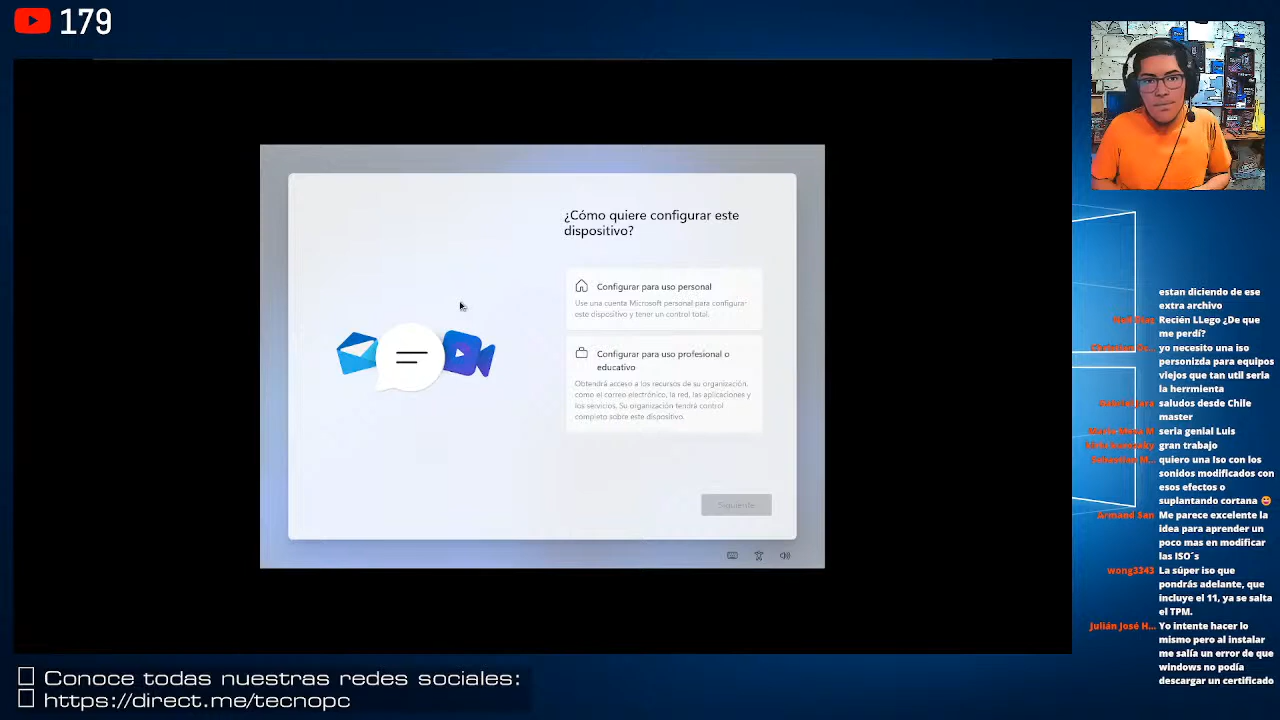 179
¿Cómo quiere configurar este
dispositivo?
Configurar para uso personal
Use una cuenta Microsoft personal para configurar
este dispositivo y tener un control total.
Configurar para uso profesional o
educativo
Obtendrá acceso a los recursos de su organización,
como el correo electrónico, la red, las aplicaciones y
los servicios. Su organización tendrá control
completo sobre este dispositivo.
Siguiente
estan diciendo de ese
extra archivo
Recién LLego ¿De que
me perdí?
yo necesito una iso
personizda para equipos
viejos que tan util seria
la herrmienta
saludos desde Chile
master
seria genial Luis
gran trabajo
quiero una Iso con los
sonidos modificados con
esos efectos o
suplantando cortana 😀
Armand San Me parece excelente la
idea para aprender un
poco mas en modificar
las ISO´s
wong3343 La súper iso que
pondrás adelante, que
incluye el 11, ya se salta
el TPM.
Julián José H... Yo intente hacer lo
mismo pero al instalar
me salía un error de que
windows no podía
descargar un certificado
Conoce todas nuestras redes sociales:
https://direct.me/tecnopc